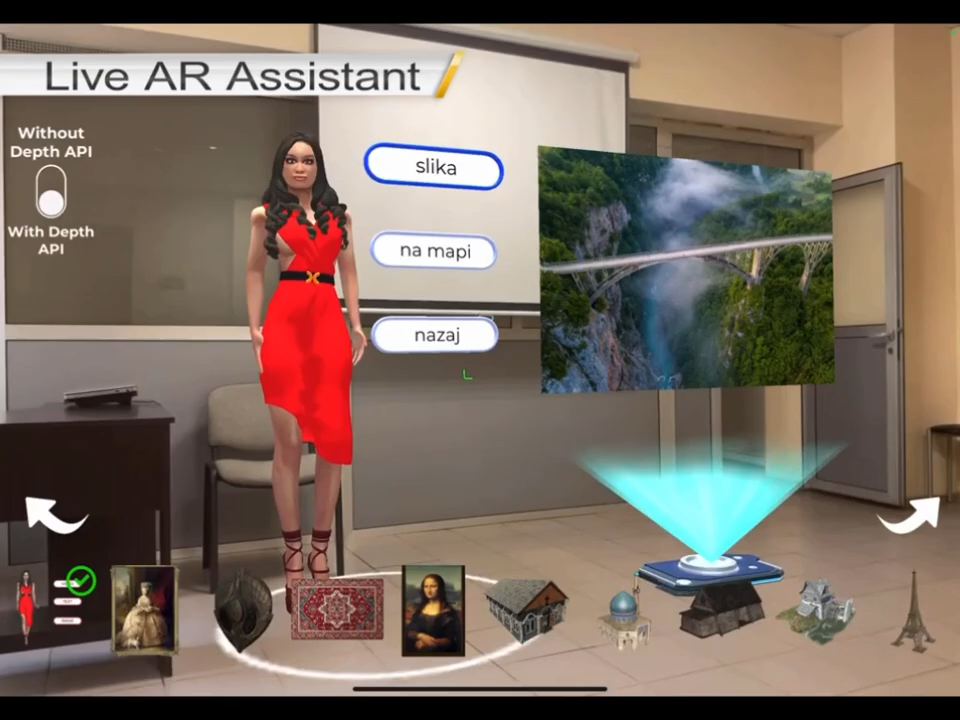 Live AR Assistant
Without
Depth API
With Depth
API
slika
na mapi
nazaj